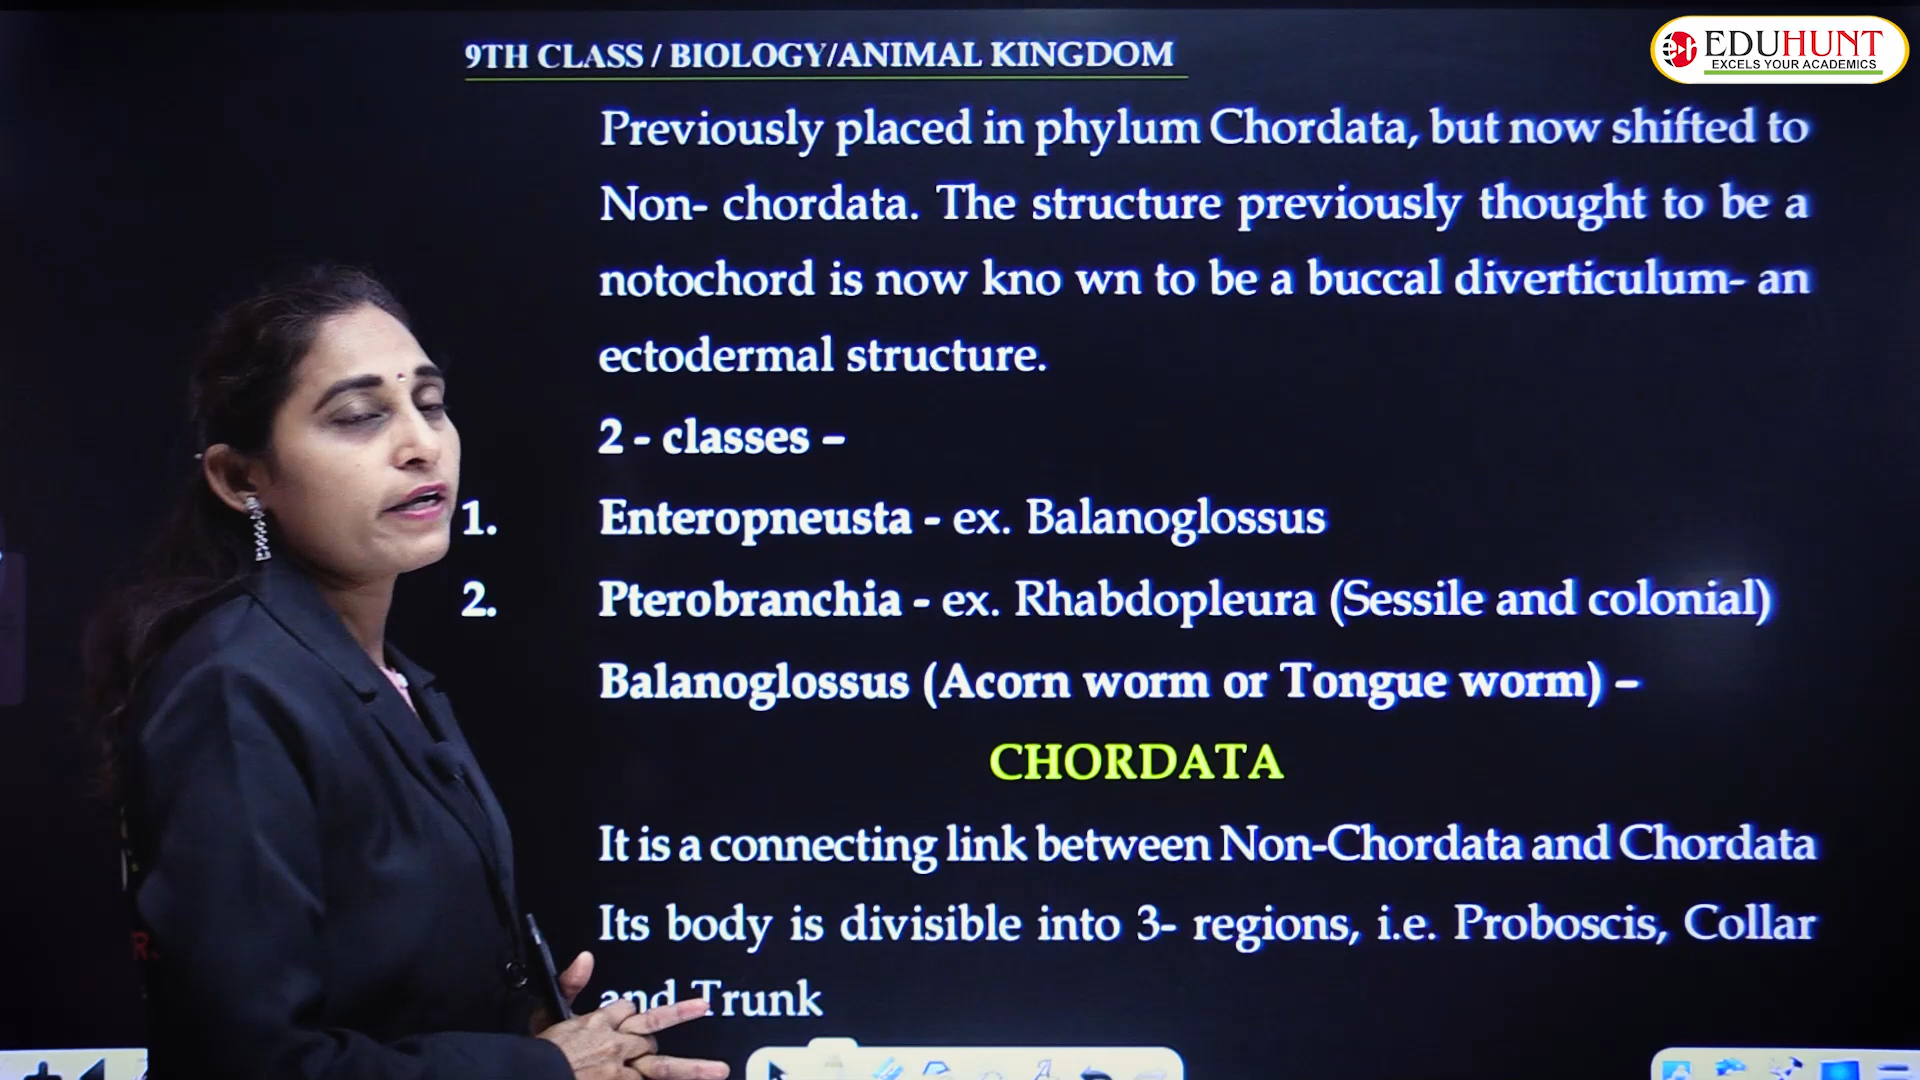 9TH CLASS / BIOLOGY/ANIMAL KINGDOM
EDUHUNT
EXCELS YOUR ACADEMICS
Previously placed in phylum Chordata, but now shifted to
Non- chordata. The structure previously thought to be a
notochord is now kno wn to be a buccal diverticulum- an
ectodermal structure.
2 - classes –
1. Enteropneusta - ex. Balanoglossus
2. Pterobranchia - ex. Rhabdopleura (Sessile and colonial)
Balanoglossus (Acorn worm or Tongue worm) –
CHORDATA
It is a connecting link between Non-Chordata and Chordata
Its body is divisible into 3- regions, i.e. Proboscis, Collar
and Trunk